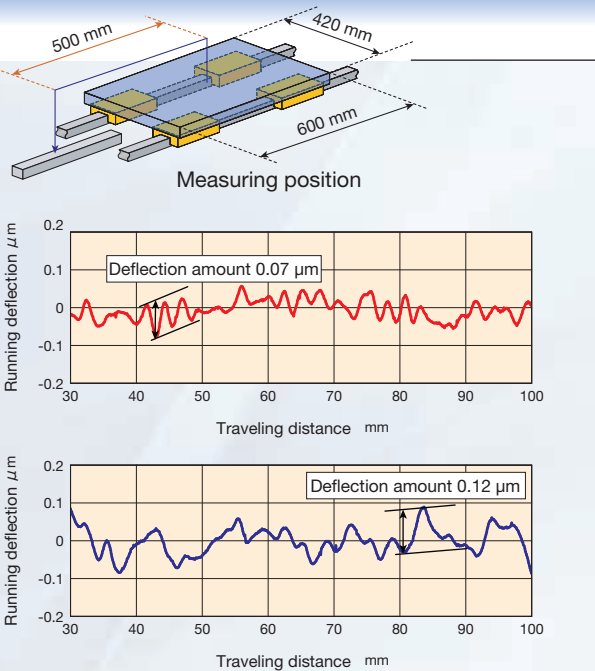 500 mm
420 mm
600 mm
Measuring position
Running deflection μm
0.2
0.1
0
-0.1
-0.2
Deflection amount 0.07 µm
30 40 50 60 70 80 90 100
Traveling distance mm
Running deflection μm
0.2
0.1
0
-0.1
-0.2
Deflection amount 0.12 µm
30 40 50 60 70 80 90 100
Traveling distance mm